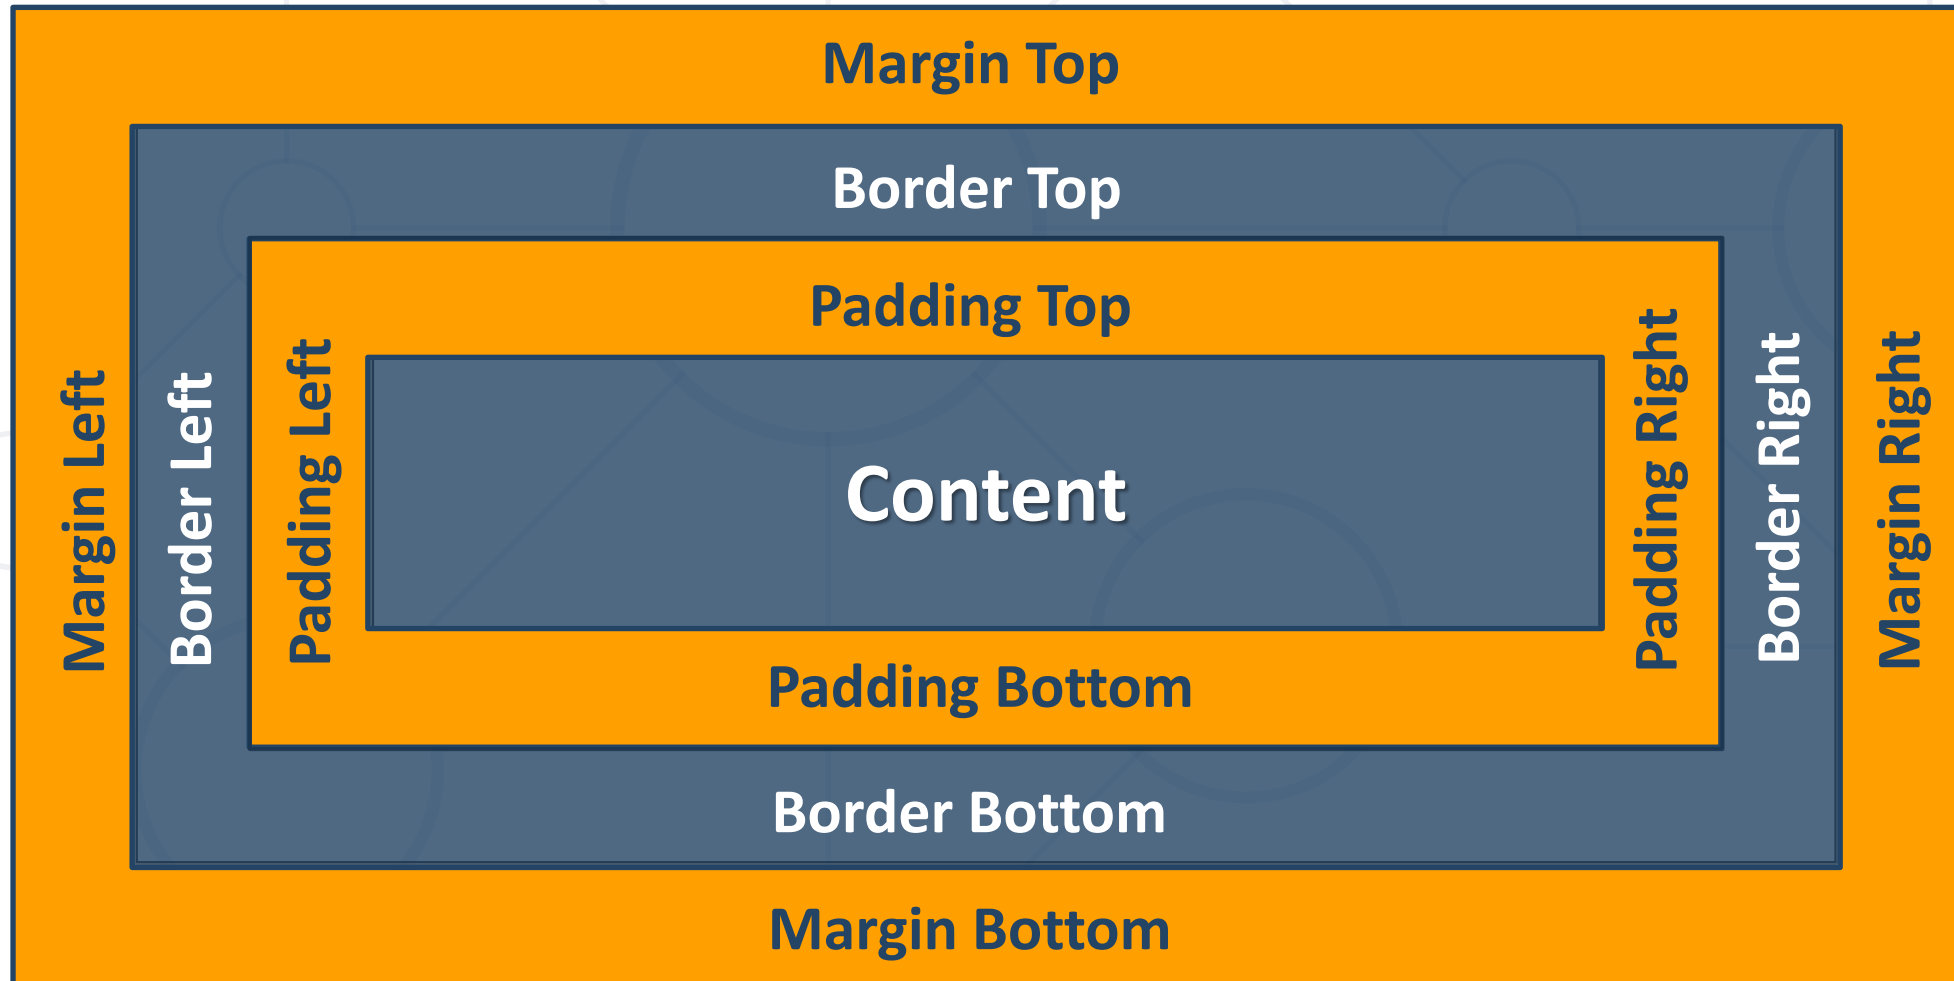 Margin Top
Border Top
Padding Top
Margin Left
Border Left
Padding Left
Content
Padding Right
Border Right
Margin Right
Padding Bottom
Border Bottom
Margin Bottom